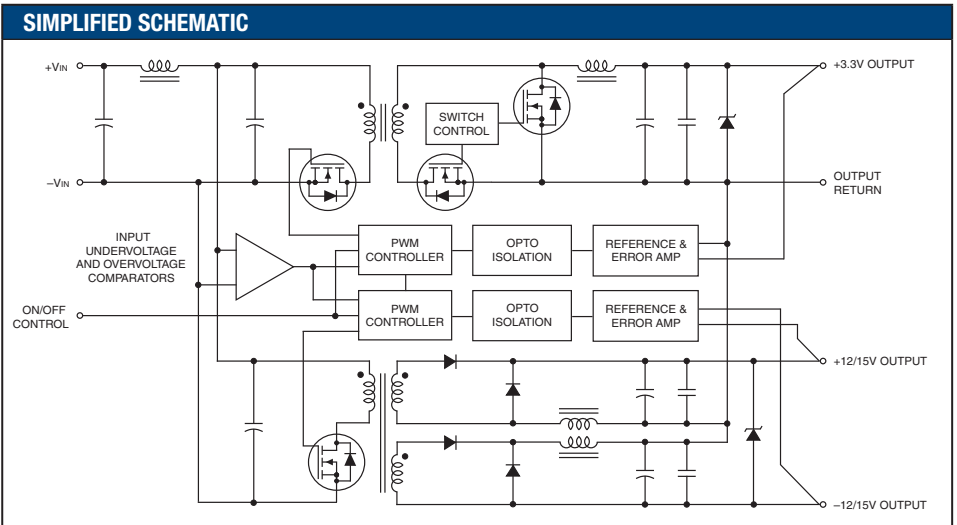 SIMPLIFIED SCHEMATIC
+VIN
+3.3V OUTPUT
SWITCH
CONTROL
–VIN
OUTPUT
RETURN
INPUT
UNDERVOLTAGE
AND OVERVOLTAGE
COMPARATORS
PWM
CONTROLLER
OPTO
ISOLATION
REFERENCE &
ERROR AMP
ON/OFF
CONTROL
PWM
CONTROLLER
OPTO
ISOLATION
REFERENCE &
ERROR AMP
+12/15V OUTPUT
–12/15V OUTPUT